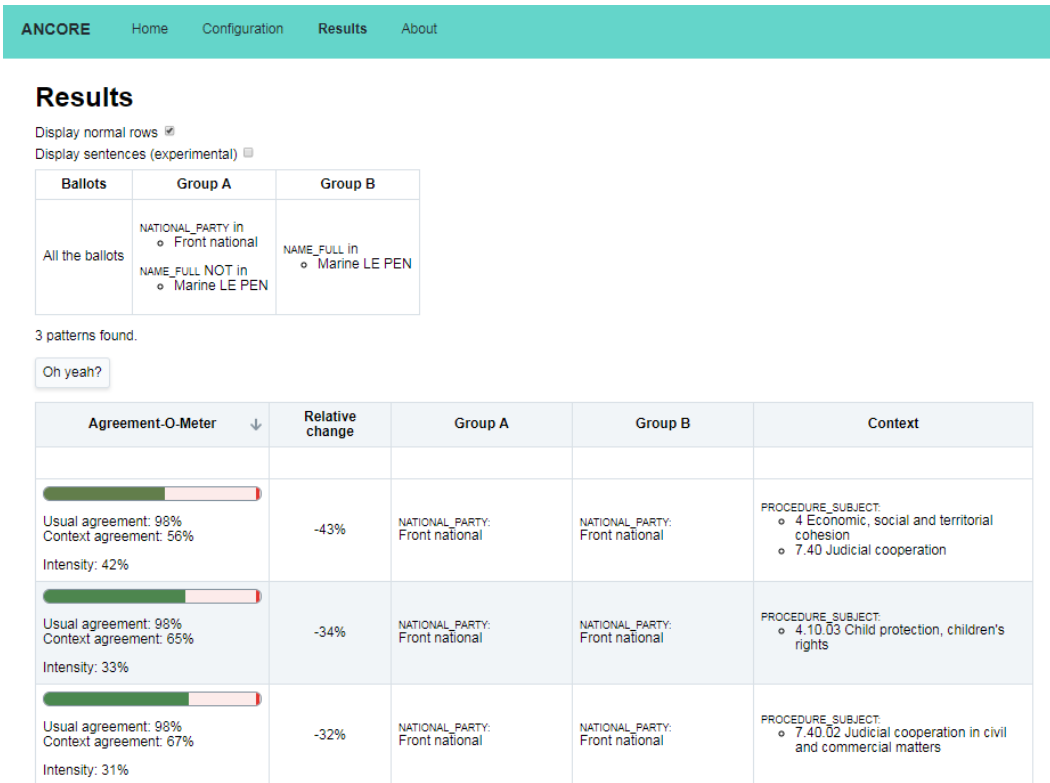 ANCORE Home Configuration Results About
Results
Display normal rows
Display sentences (experimental)
Ballots Group A Group B
All the ballots
NATIONAL_PARTY in
Front national
NAME_FULL NOT in
Marine LE PEN
NAME_FULL in
Marine LE PEN
3 patterns found.
Oh yeah?
Agreement-O-Meter ↓ Relative change Group A Group B Context
Usual agreement: 98%
Context agreement: 56%
Intensity: 42%
-43%
NATIONAL_PARTY:
Front national
NATIONAL_PARTY:
Front national
PROCEDURE_SUBJECT:
4 Economic, social and territorial
cohesion
7.40 Judicial cooperation
Usual agreement: 98%
Context agreement: 65%
Intensity: 33%
-34%
NATIONAL_PARTY:
Front national
NATIONAL_PARTY:
Front national
PROCEDURE_SUBJECT:
4.10.03 Child protection, children's
rights
Usual agreement: 98%
Context agreement: 67%
Intensity: 31%
-32%
NATIONAL_PARTY:
Front national
NATIONAL_PARTY:
Front national
PROCEDURE_SUBJECT:
7.40.02 Judicial cooperation in civil
and commercial matters